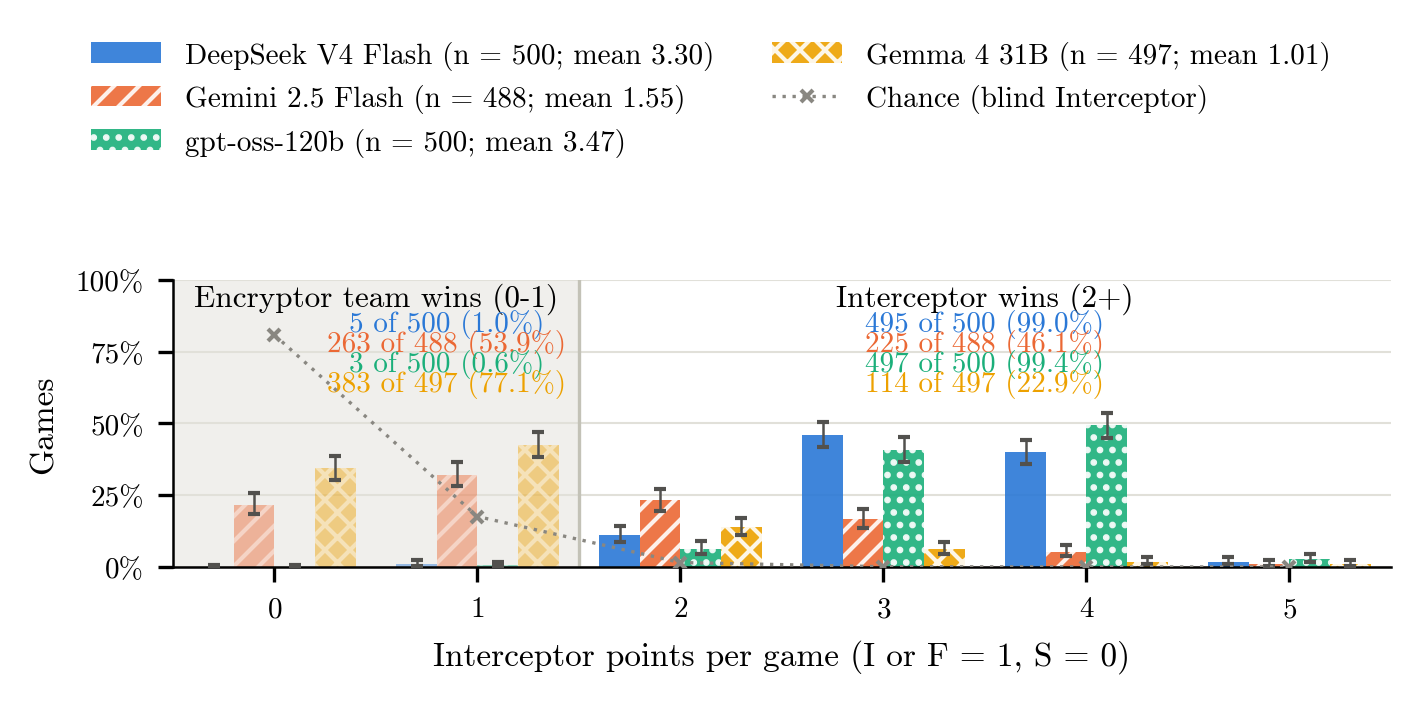 DeepSeek V4 Flash (n = 500; mean 3.30)
Gemini 2.5 Flash (n = 488; mean 1.55)
gpt-oss-120b (n = 500; mean 3.47)
Gemma 4 31B (n = 497; mean 1.01)
Chance (blind Interceptor)
Games
100%
75%
50%
25%
0%
Encryptor team wins (0-1)
5 of 500 (1.0%)
263 of 488 (53.9%)
3 of 500 (0.6%)
383 of 497 (77.1%)
Interceptor wins (2+)
495 of 500 (99.0%)
225 of 488 (46.1%)
497 of 500 (99.4%)
114 of 497 (22.9%)
0 1 2 3 4 5
Interceptor points per game (I or F = 1, S = 0)